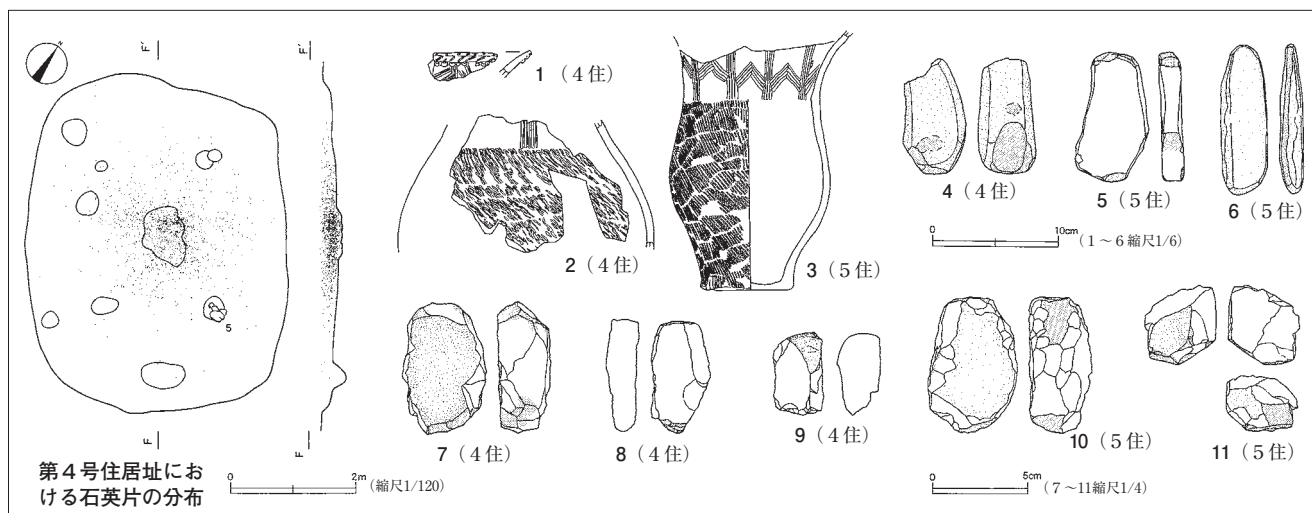 N
F'
F'
1（4住）
2（4住）
3（5住）
4（4住）
5（5住）
6（5住）
0 10cm
（1～6縮尺1/6）
5
F
F
7（4住）
8（4住）
9（4住）
10（5住）
11（5住）
第4号住居址にお
ける石英片の分布
0 2m
（縮尺1/120）
0 5cm
（7～11縮尺1/4）